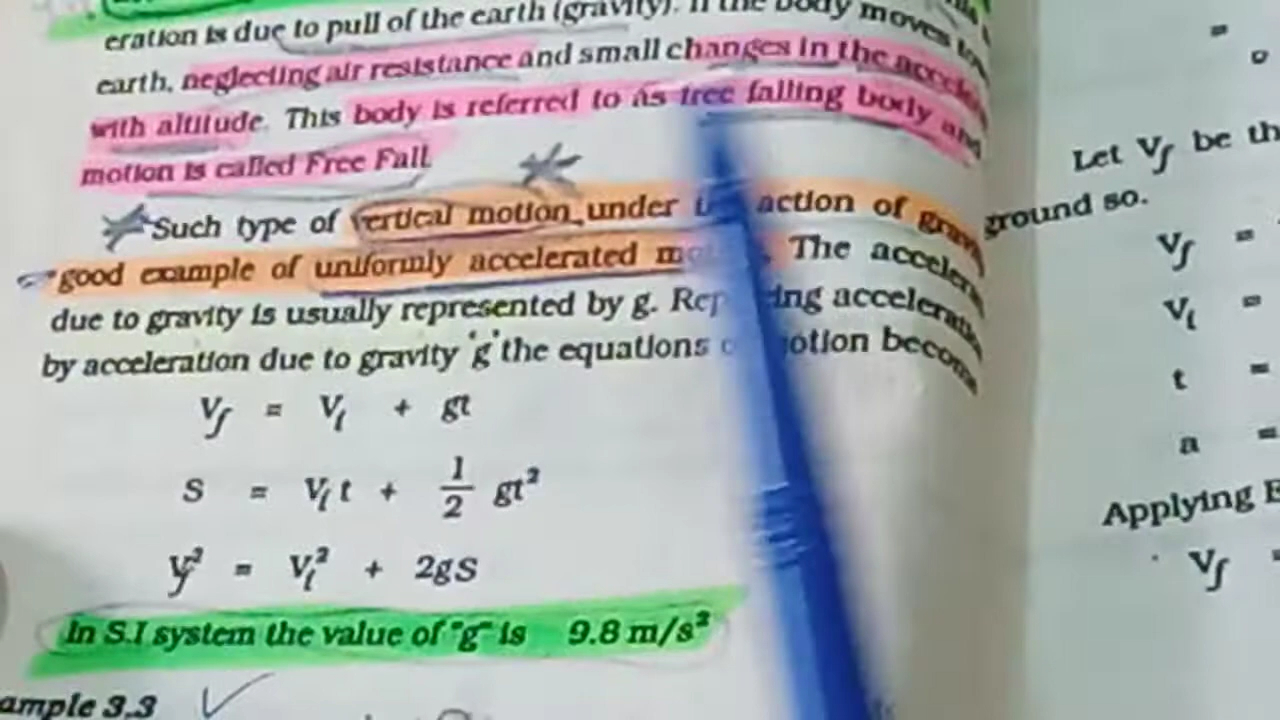 eration is due to pull of the earth (gravity). If the body moves
earth, neglecting air resistance and small changes in the
with altitude. This body is referred to as free falling body and
motion is called Free Fall.
Such type of vertical motion under action of
good example of uniformly accelerated The
due to gravity is usually represented by g. acceleration
by acceleration due to gravity 'g' the equations motion become
Vf = Vi + gt
S = Vi t + 1/2 gt²
Vf² = Vi² + 2gS
In S.I system the value of "g" is 9.8 m/s²
ample 3.3
Let Vf be
ground so.
Vf =
Vi =
t =
a =
Applying
Vf =